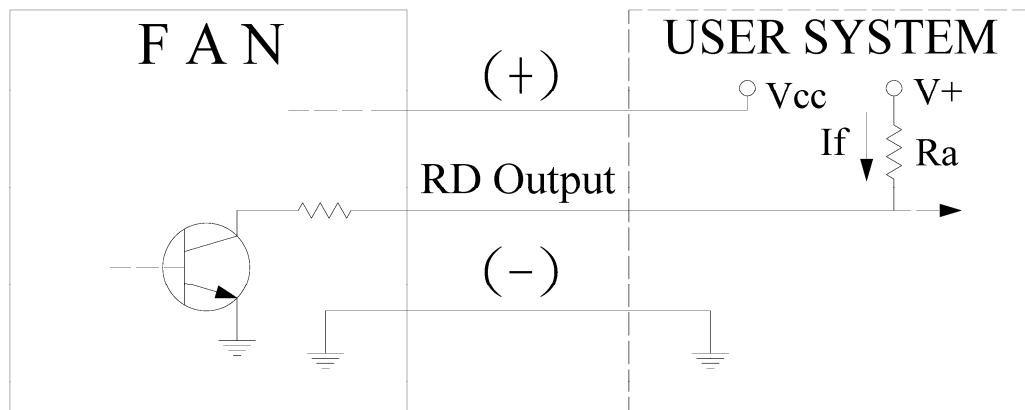 F A N
USER SYSTEM
(+)
Vcc
V+
If
Ra
RD Output
(-)